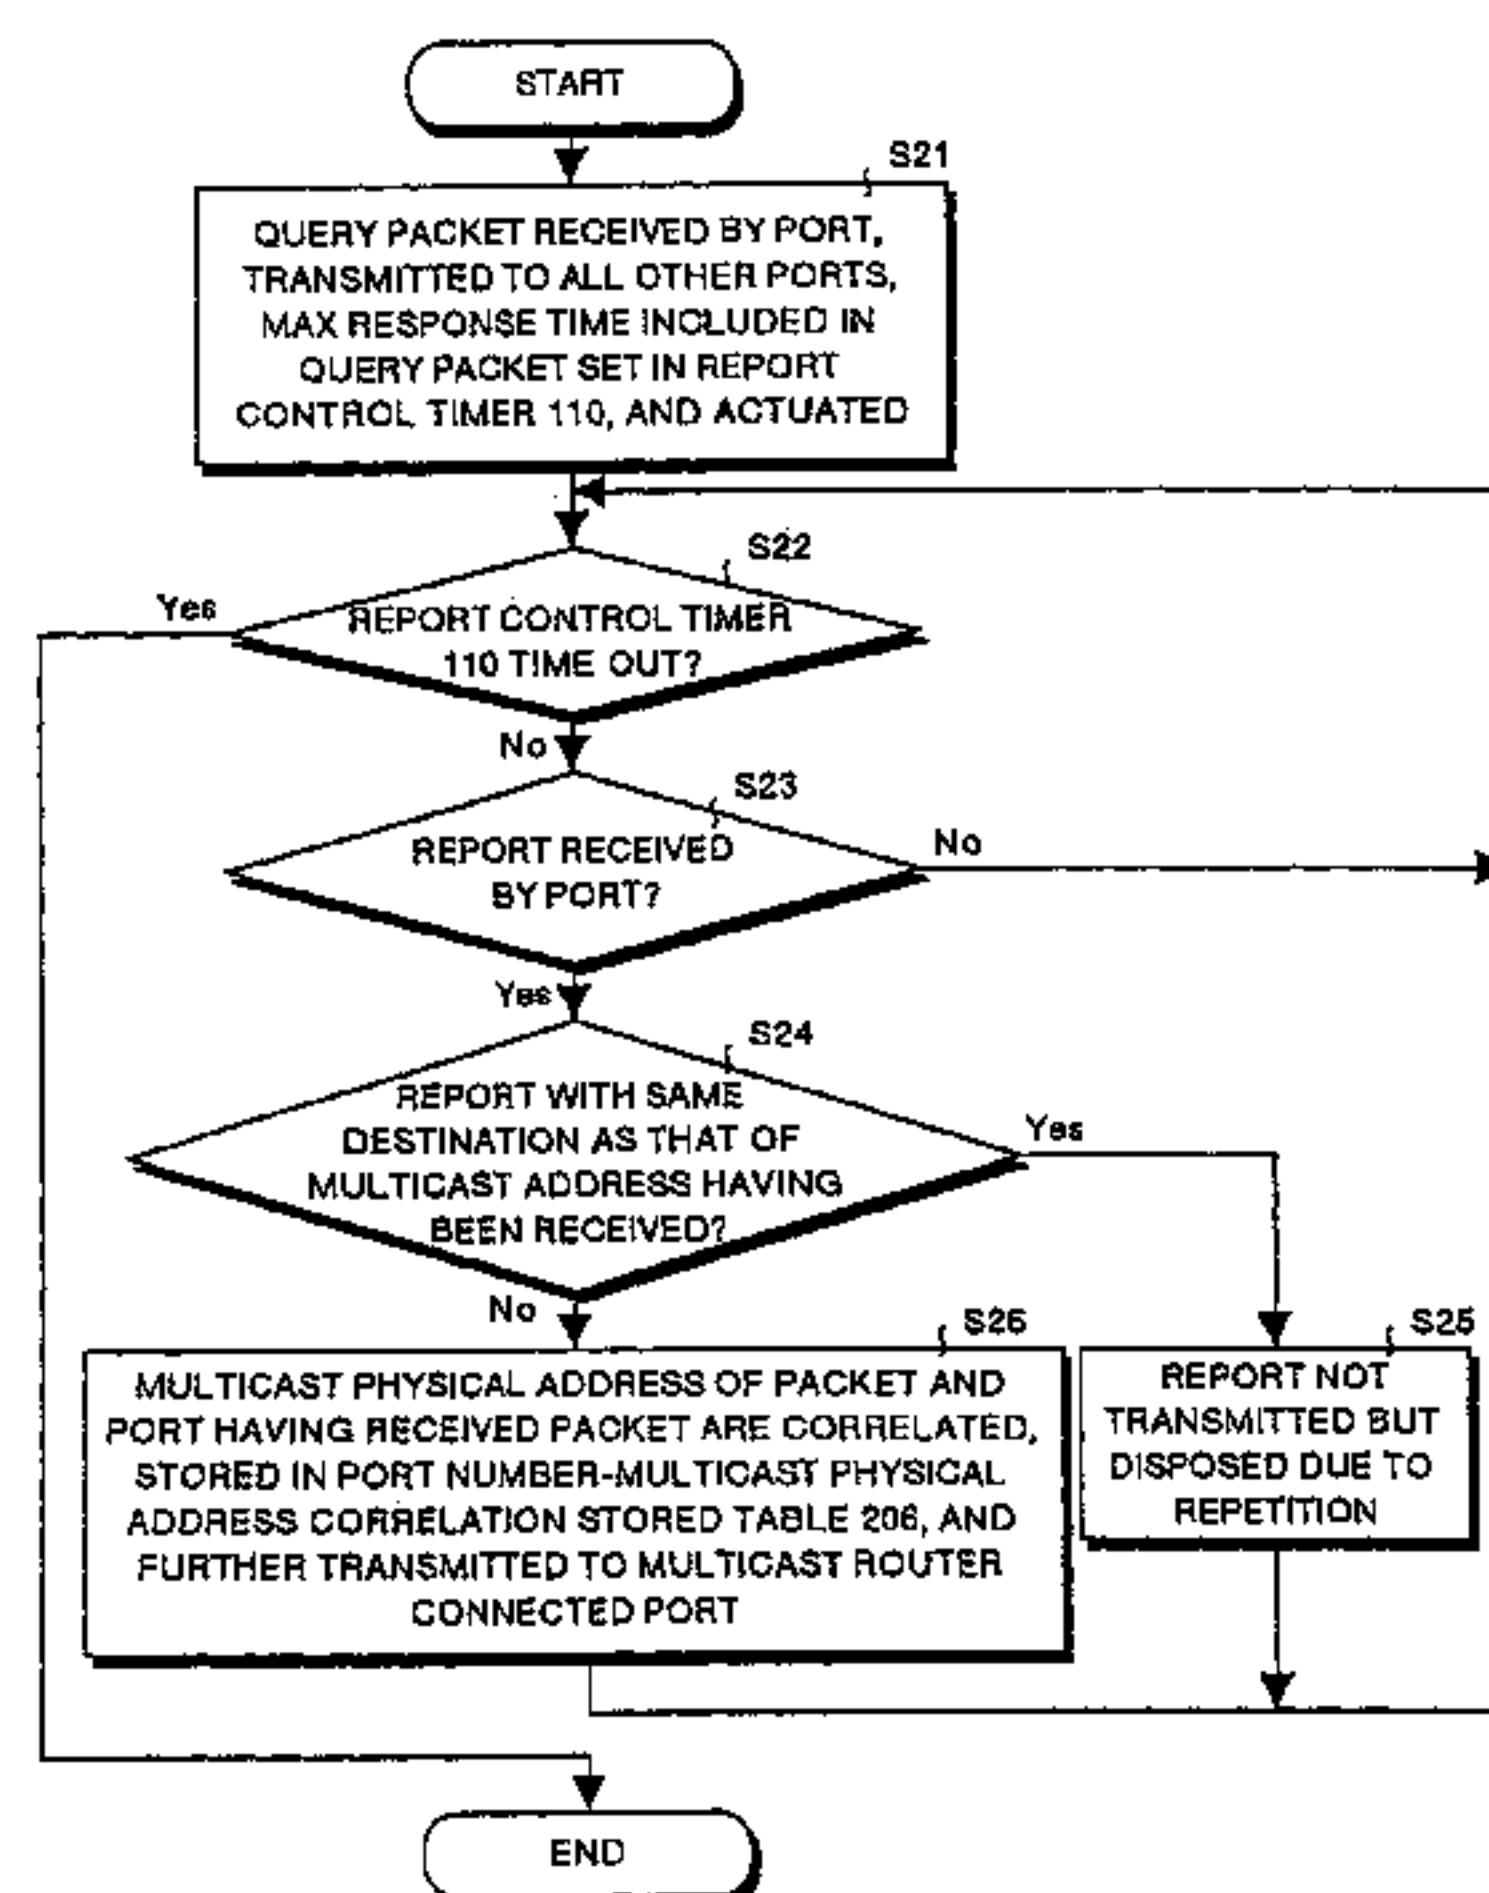 START
S21
QUERY PACKET RECEIVED BY PORT,
TRANSMITTED TO ALL OTHER PORTS,
MAX RESPONSE TIME INCLUDED IN
QUERY PACKET SET IN REPORT
CONTROL TIMER 110, AND ACTUATED
S22
Yes
REPORT CONTROL TIMER
110 TIME OUT?
No
S23
REPORT RECEIVED
BY PORT?
No
Yes
S24
REPORT WITH SAME
DESTINATION AS THAT OF
MULTICAST ADDRESS HAVING
BEEN RECEIVED?
Yes
No
S26
MULTICAST PHYSICAL ADDRESS OF PACKET AND
PORT HAVING RECEIVED PACKET ARE CORRELATED,
STORED IN PORT NUMBER-MULTICAST PHYSICAL
ADDRESS CORRELATION STORED TABLE 206, AND
FURTHER TRANSMITTED TO MULTICAST ROUTER
CONNECTED PORT
S25
REPORT NOT
TRANSMITTED BUT
DISPOSED DUE TO
REPETITION
END